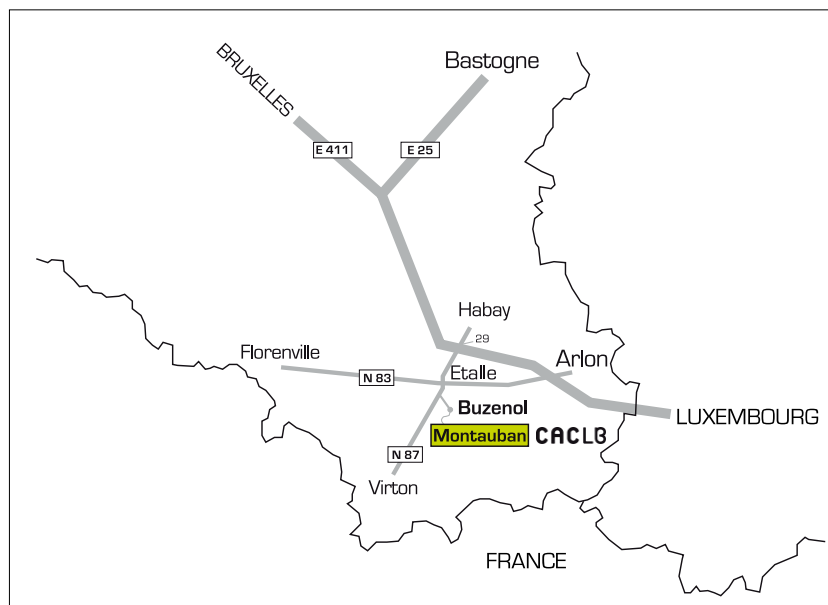 BRUXELLES
Bastogne
E 411
E 25
Habay
29
Florenville
Arlon
N 83
Etalle
Buzenol
LUXEMBOURG
Montauban CACLB
N 87
Virton
FRANCE